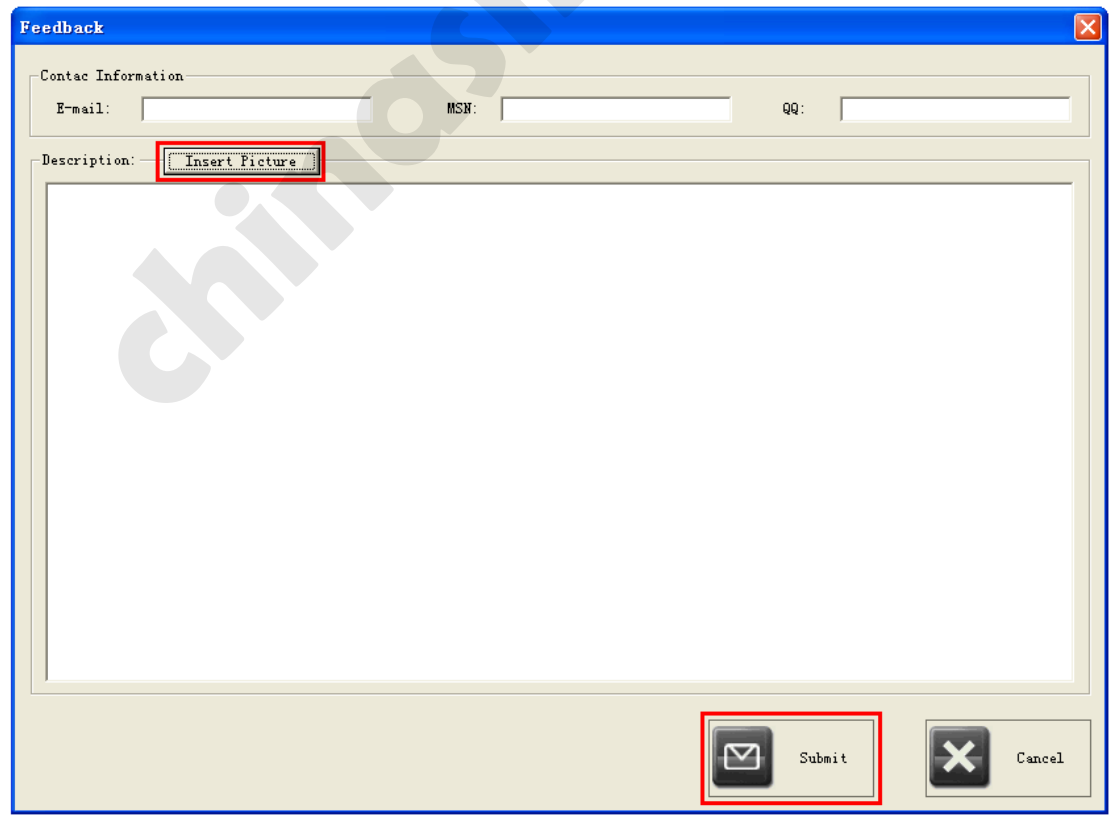 Feedback
Contac Information
E-mail: MSN: QQ:
Description: Insert Picture
Submit Cancel